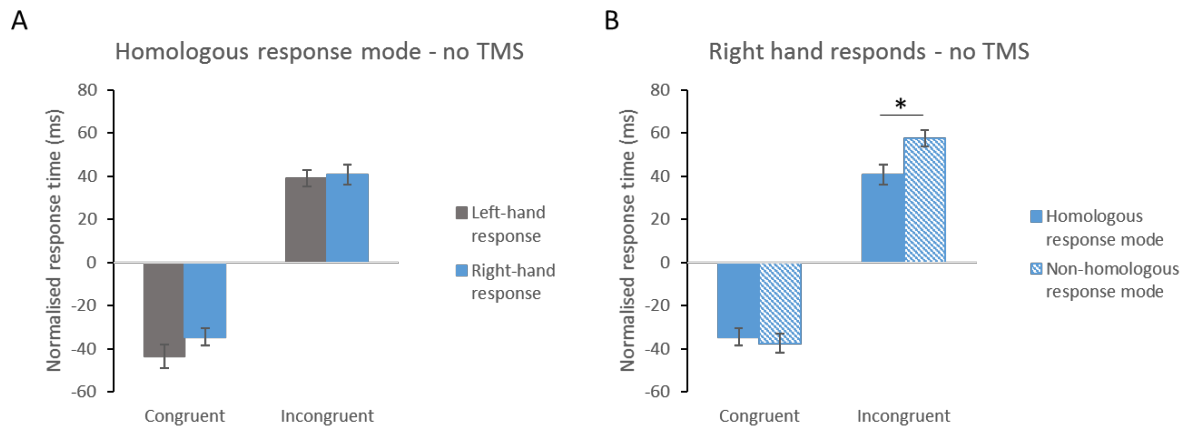 A
Homologous response mode - no TMS
Normalised response time (ms)
80
60
40
20
0
-20
-40
-60
Congruent
Incongruent
Left-hand
response
Right-hand
response
B
Right hand responds - no TMS
Normalised response time (ms)
80
60
40
20
0
-20
-40
-60
*
Congruent
Incongruent
Homologous
response mode
Non-homologous
response mode